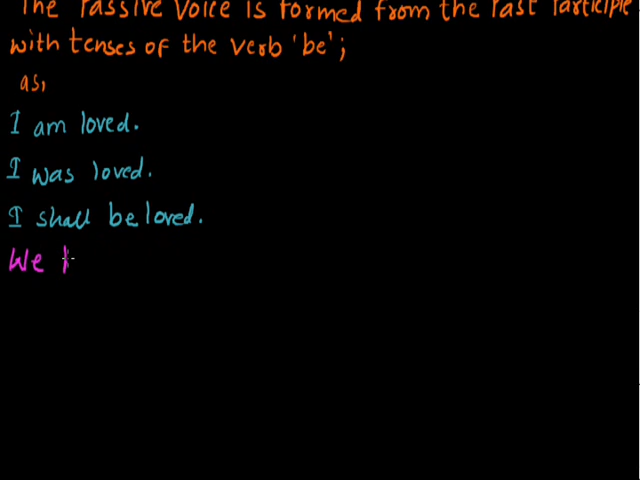 The Passive Voice is formed from the Past Participle
with tenses of the verb 'be';
as,
I am loved.
I was loved.
I shall be loved.
We